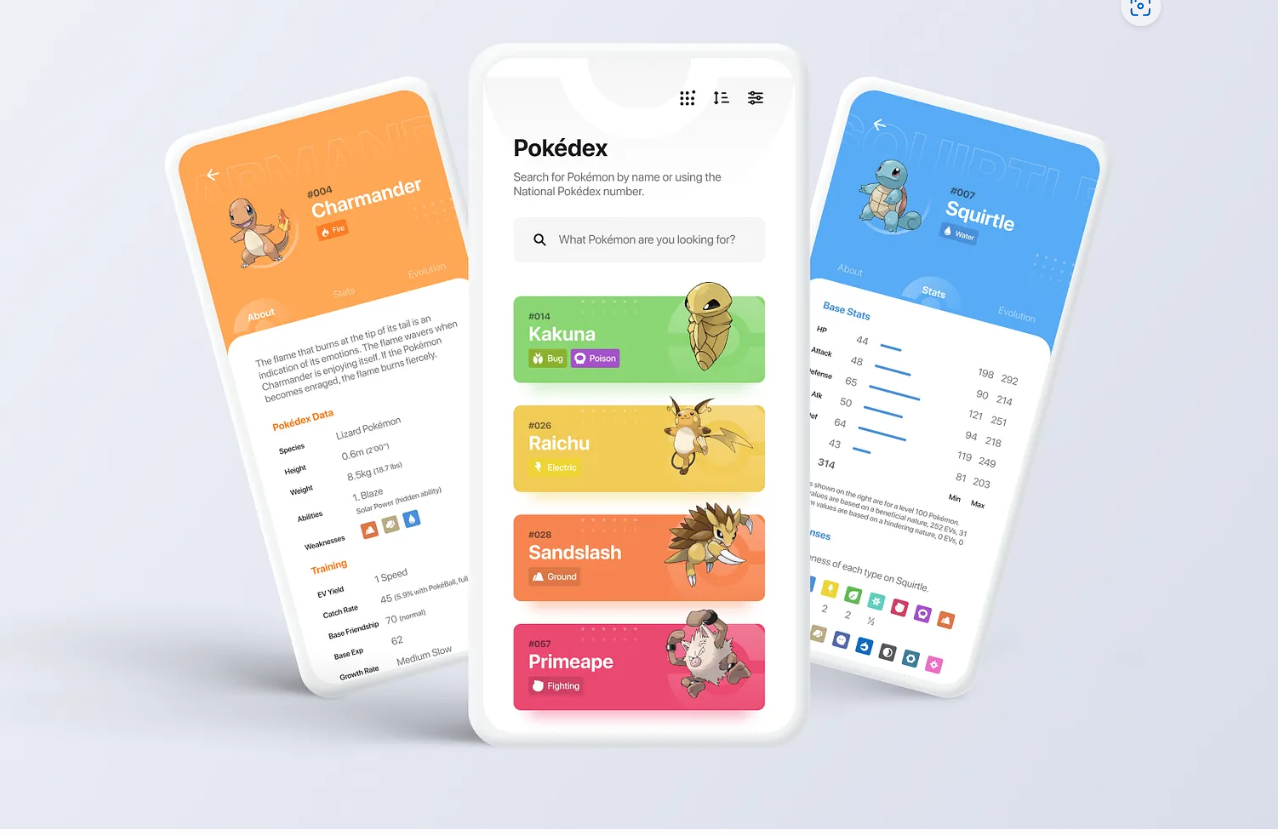 ARMAND
#004
Charmander
Fire
About
Stats
Evolution
The flame that burns at the tip of its tail is an
indication of its emotions. The flame wavers when
Charmander is enjoying itself. If the Pokémon
becomes enraged, the flame burns fiercely.
Pokédex Data
Species Lizard Pokémon
Height 0.6m (2'00")
Weight 8.5kg (18.7 lbs)
Abilities 1. Blaze
Solar Power (hidden ability)
Weaknesses
Training
EV Yield 1 Speed
Catch Rate 45 (5.9% with PokéBall, full
Base Friendship 70 (normal)
Base Exp 62
Growth Rate Medium Slow
Pokédex
Search for Pokémon by name or using the
National Pokédex number.
What Pokémon are you looking for?
#014
Kakuna
Bug Poison
#026
Raichu
Electric
#028
Sandslash
Ground
#057
Primeape
Fighting
SQUIRTLE
#007
Squirtle
Water
About
Stats
Evolution
Base Stats
HP 44 198 292
Attack 48 90 214
efense 65 121 251
Atk 50 94 218
ef 64 119 249
43 81 203
314 Min Max
s shown on the right are for a level 100 Pokémon.
values are based on a beneficial nature, 252 EVs, 31
m values are based on a hindering nature, 0 EVs, 0
nses
eness of each type on Squirtle.
2 2 ½